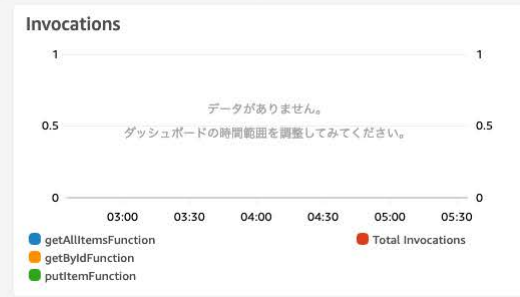 Invocations
1 1
データがありません。
0.5 0.5
ダッシュボードの時間範囲を調整してみてください。
0 0
03:00 03:30 04:00 04:30 05:00 05:30
getAllItemsFunction Total Invocations
getByIdFunction
putItemFunction